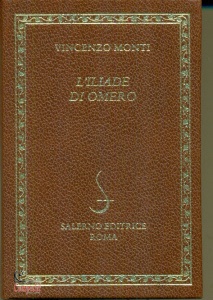 VINCENZO MONTI
L'ILIADE
DI OMERO
SALERNO EDITRICE
ROMA